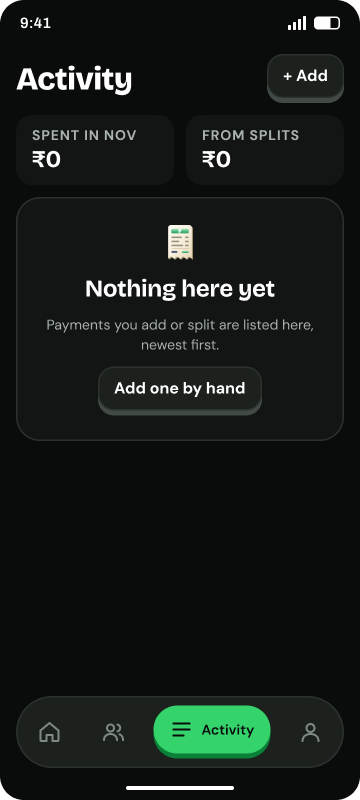 9:41
Activity
+ Add
SPENT IN NOV
₹0
FROM SPLITS
₹0
Nothing here yet
Payments you add or split are listed here,
newest first.
Add one by hand
Activity